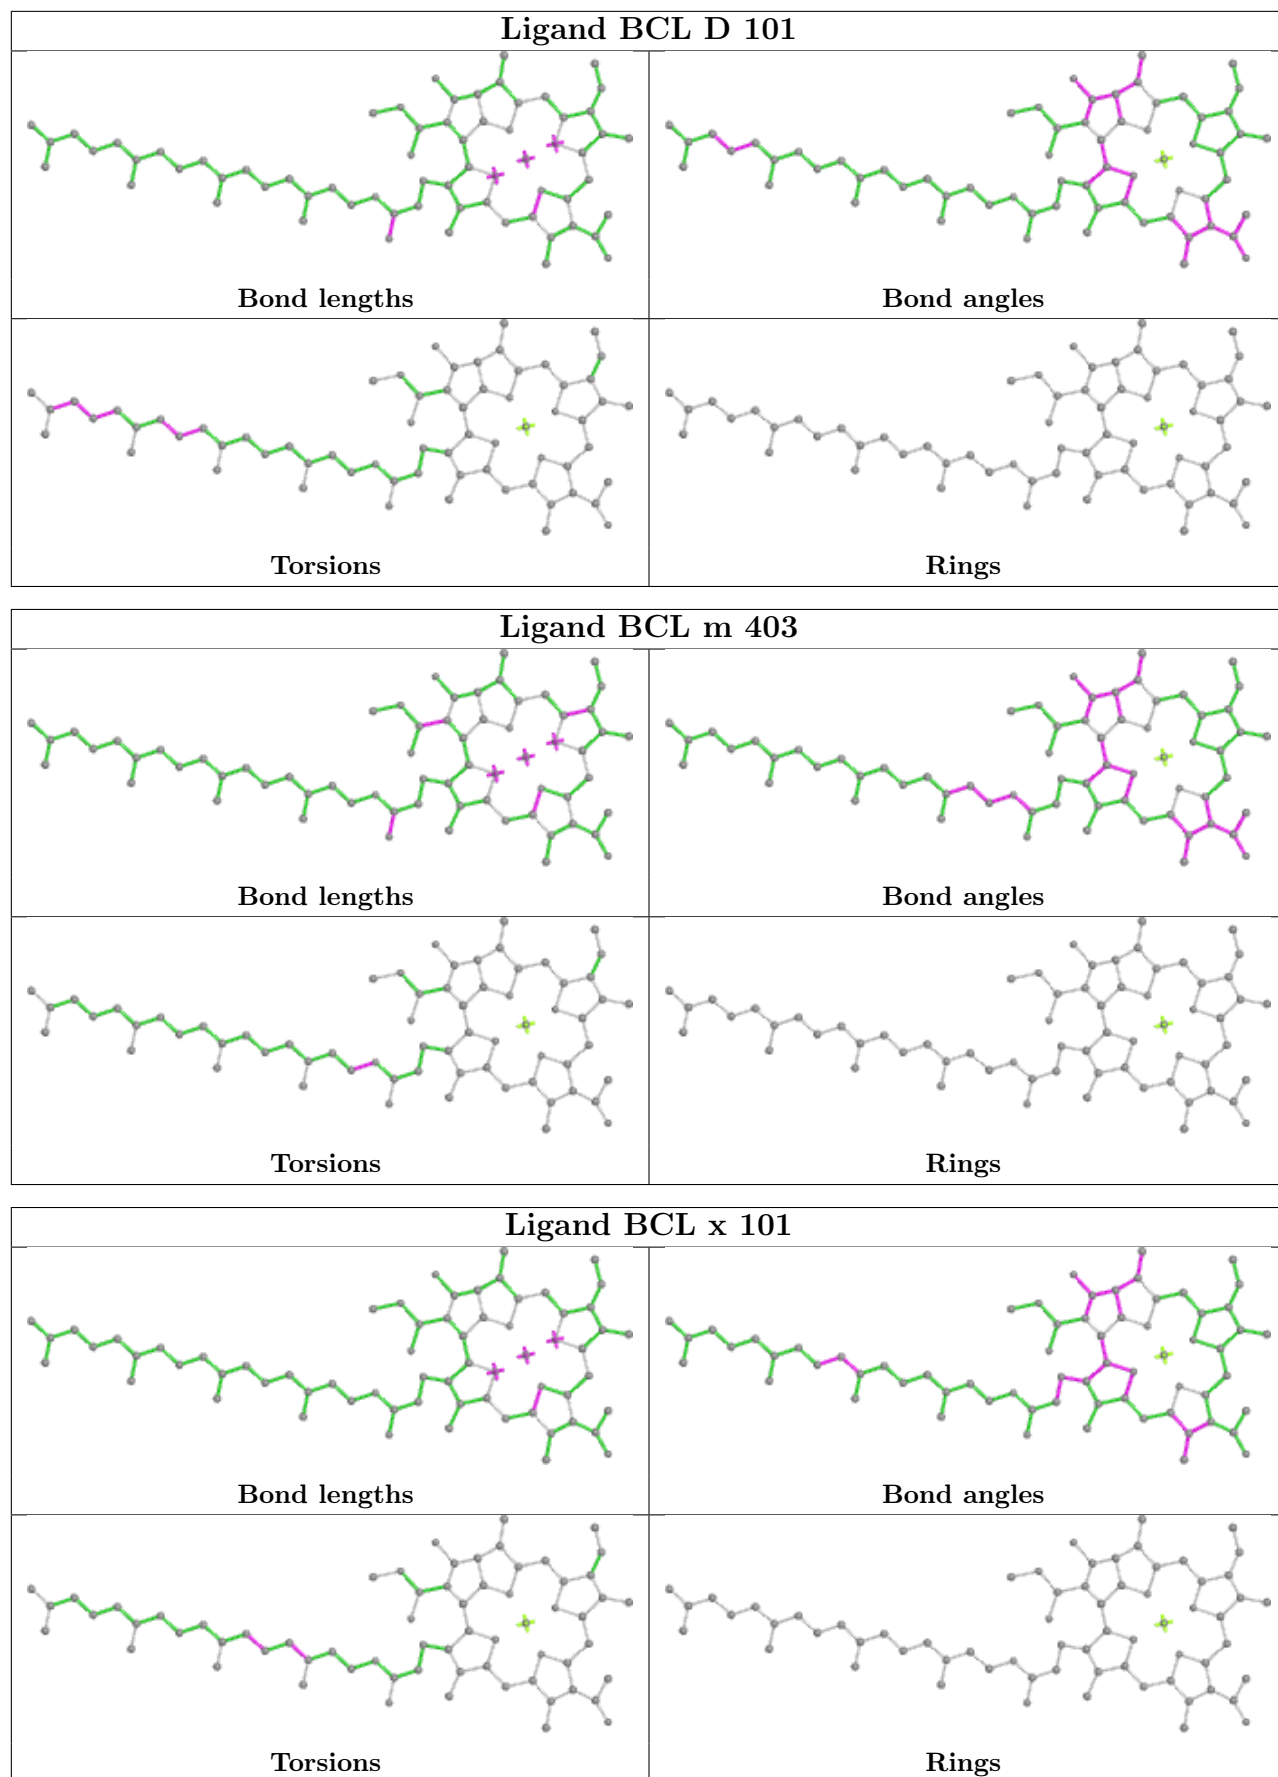 Ligand BCL D 101
Bond lengths
Bond angles
Torsions
Rings
Ligand BCL m 403
Bond lengths
Bond angles
Torsions
Rings
Ligand BCL x 101
Bond lengths
Bond angles
Torsions
Rings